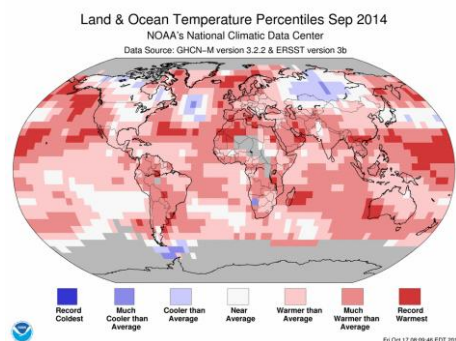 Land & Ocean Temperature Percentiles Sep 2014
NOAA's National Climatic Data Center
Data Source: GHCN–M version 3.2.2 & ERSST version 3b
Record Coldest
Much Cooler than Average
Cooler than Average
Near Average
Warmer than Average
Much Warmer than Average
Record Warmest